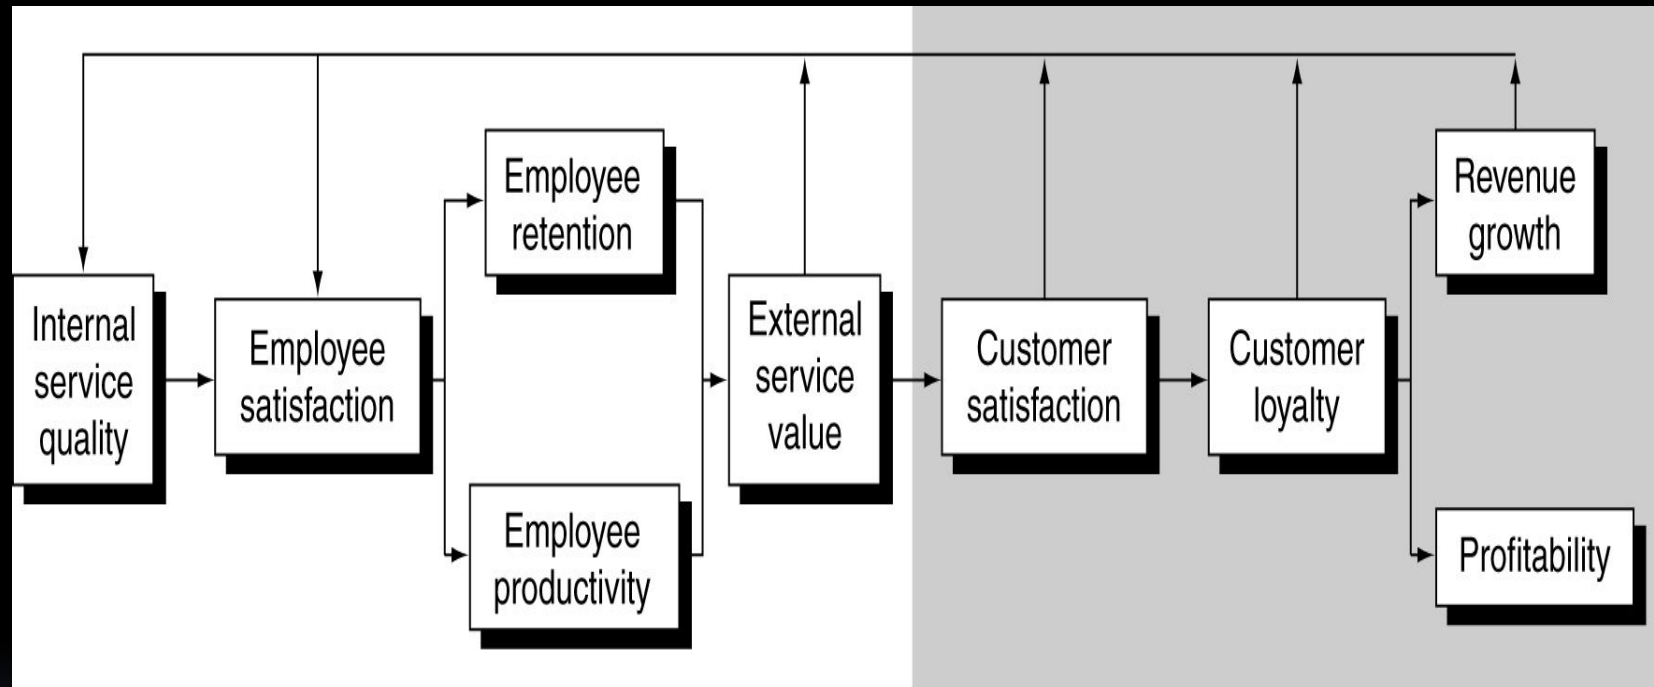 Internal
service
quality
Employee
satisfaction
Employee
retention
Employee
productivity
External
service
value
Customer
satisfaction
Customer
loyalty
Revenue
growth
Profitability